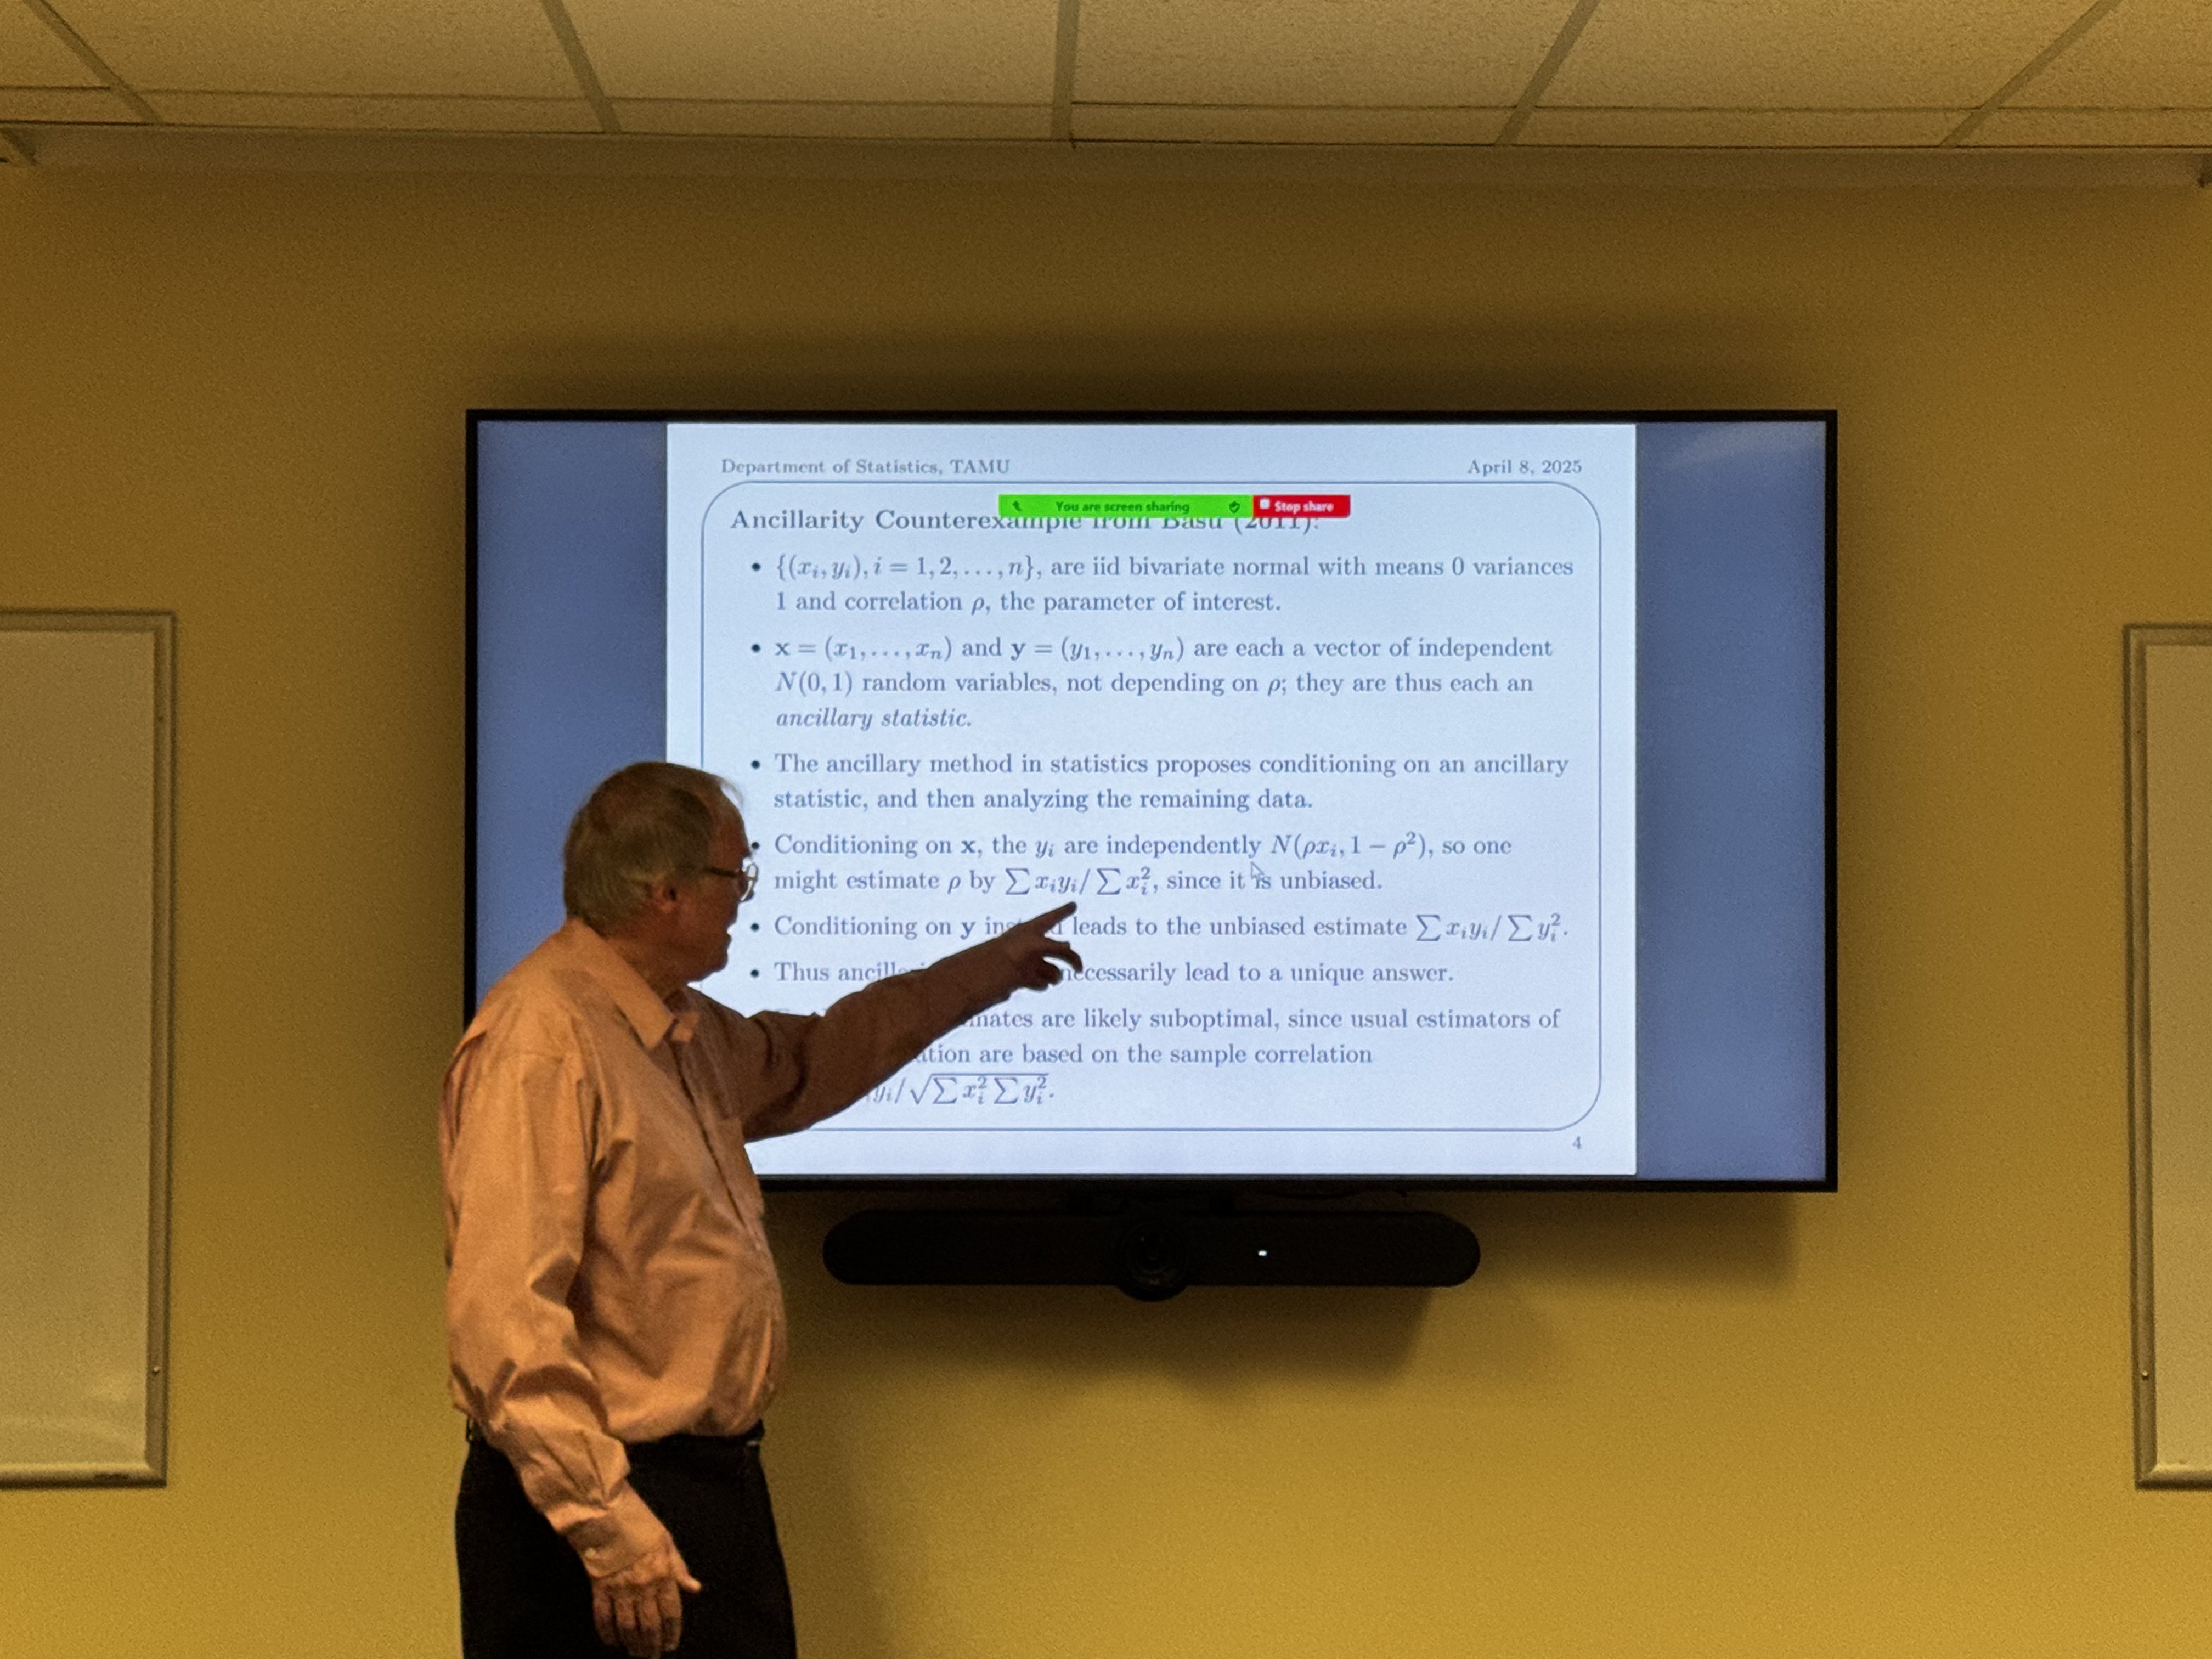 Department of Statistics, TAMU April 8, 2025
You are screen sharing Stop share
Ancillarity Counterexample from Basu (2011):
• {(xᵢ, yᵢ), i = 1, 2, . . . , n}, are iid bivariate normal with means 0 variances
1 and correlation ρ, the parameter of interest.
• x = (x₁, . . . , xₙ) and y = (y₁, . . . , yₙ) are each a vector of independent
N(0, 1) random variables, not depending on ρ; they are thus each an
ancillary statistic.
• The ancillary method in statistics proposes conditioning on an ancillary
statistic, and then analyzing the remaining data.
• Conditioning on x, the yᵢ are independently N(ρxᵢ, 1 − ρ²), so one
might estimate ρ by ∑ xᵢyᵢ/ ∑ xᵢ², since it is unbiased.
• Conditioning on y leads to the unbiased estimate ∑ xᵢyᵢ/ ∑ yᵢ².
• Thus necessarily lead to a unique answer.
are likely suboptimal, since usual estimators of
are based on the sample correlation
yᵢ/√∑ xᵢ² ∑ yᵢ².
4